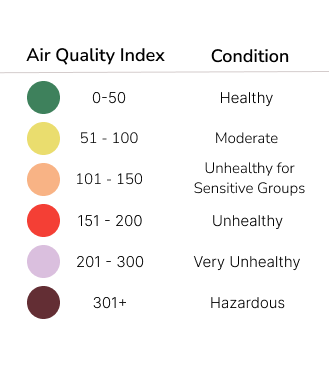 Air Quality Index Condition
0-50 Healthy
51 - 100 Moderate
101 - 150 Unhealthy for
Sensitive Groups
151 - 200 Unhealthy
201 - 300 Very Unhealthy
301+ Hazardous